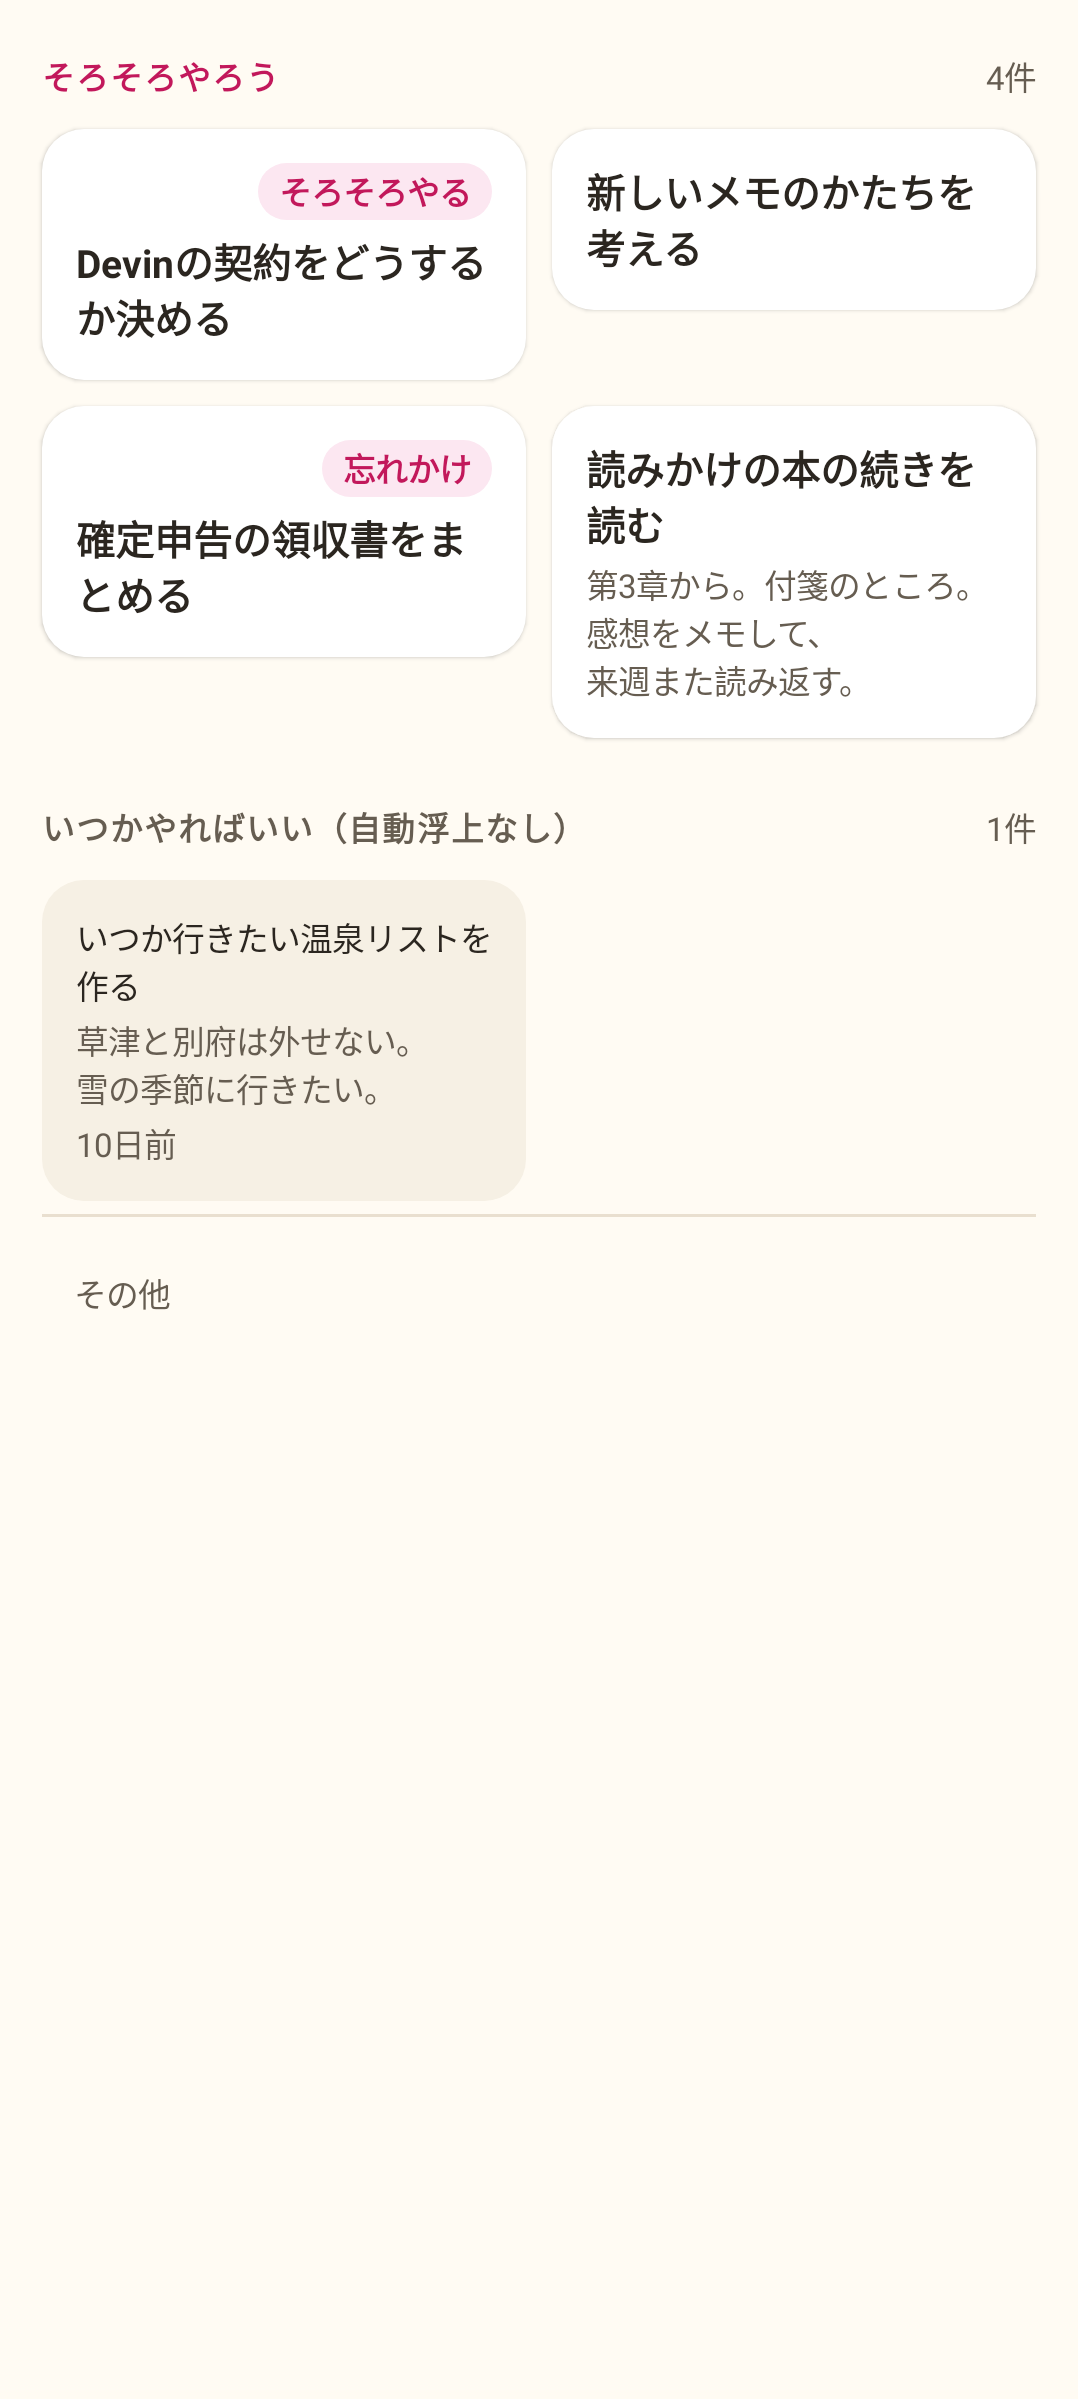 そろそろやろう
4件
そろそろやる
Devinの契約をどうする
か決める
新しいメモのかたちを
考える
忘れかけ
確定申告の領収書をま
とめる
読みかけの本の続きを
読む
第3章から。付箋のところ。
感想をメモして、
来週また読み返す。
いつかやればいい（自動浮上なし）
1件
いつか行きたい温泉リストを
作る
草津と別府は外せない。
雪の季節に行きたい。
10日前
その他